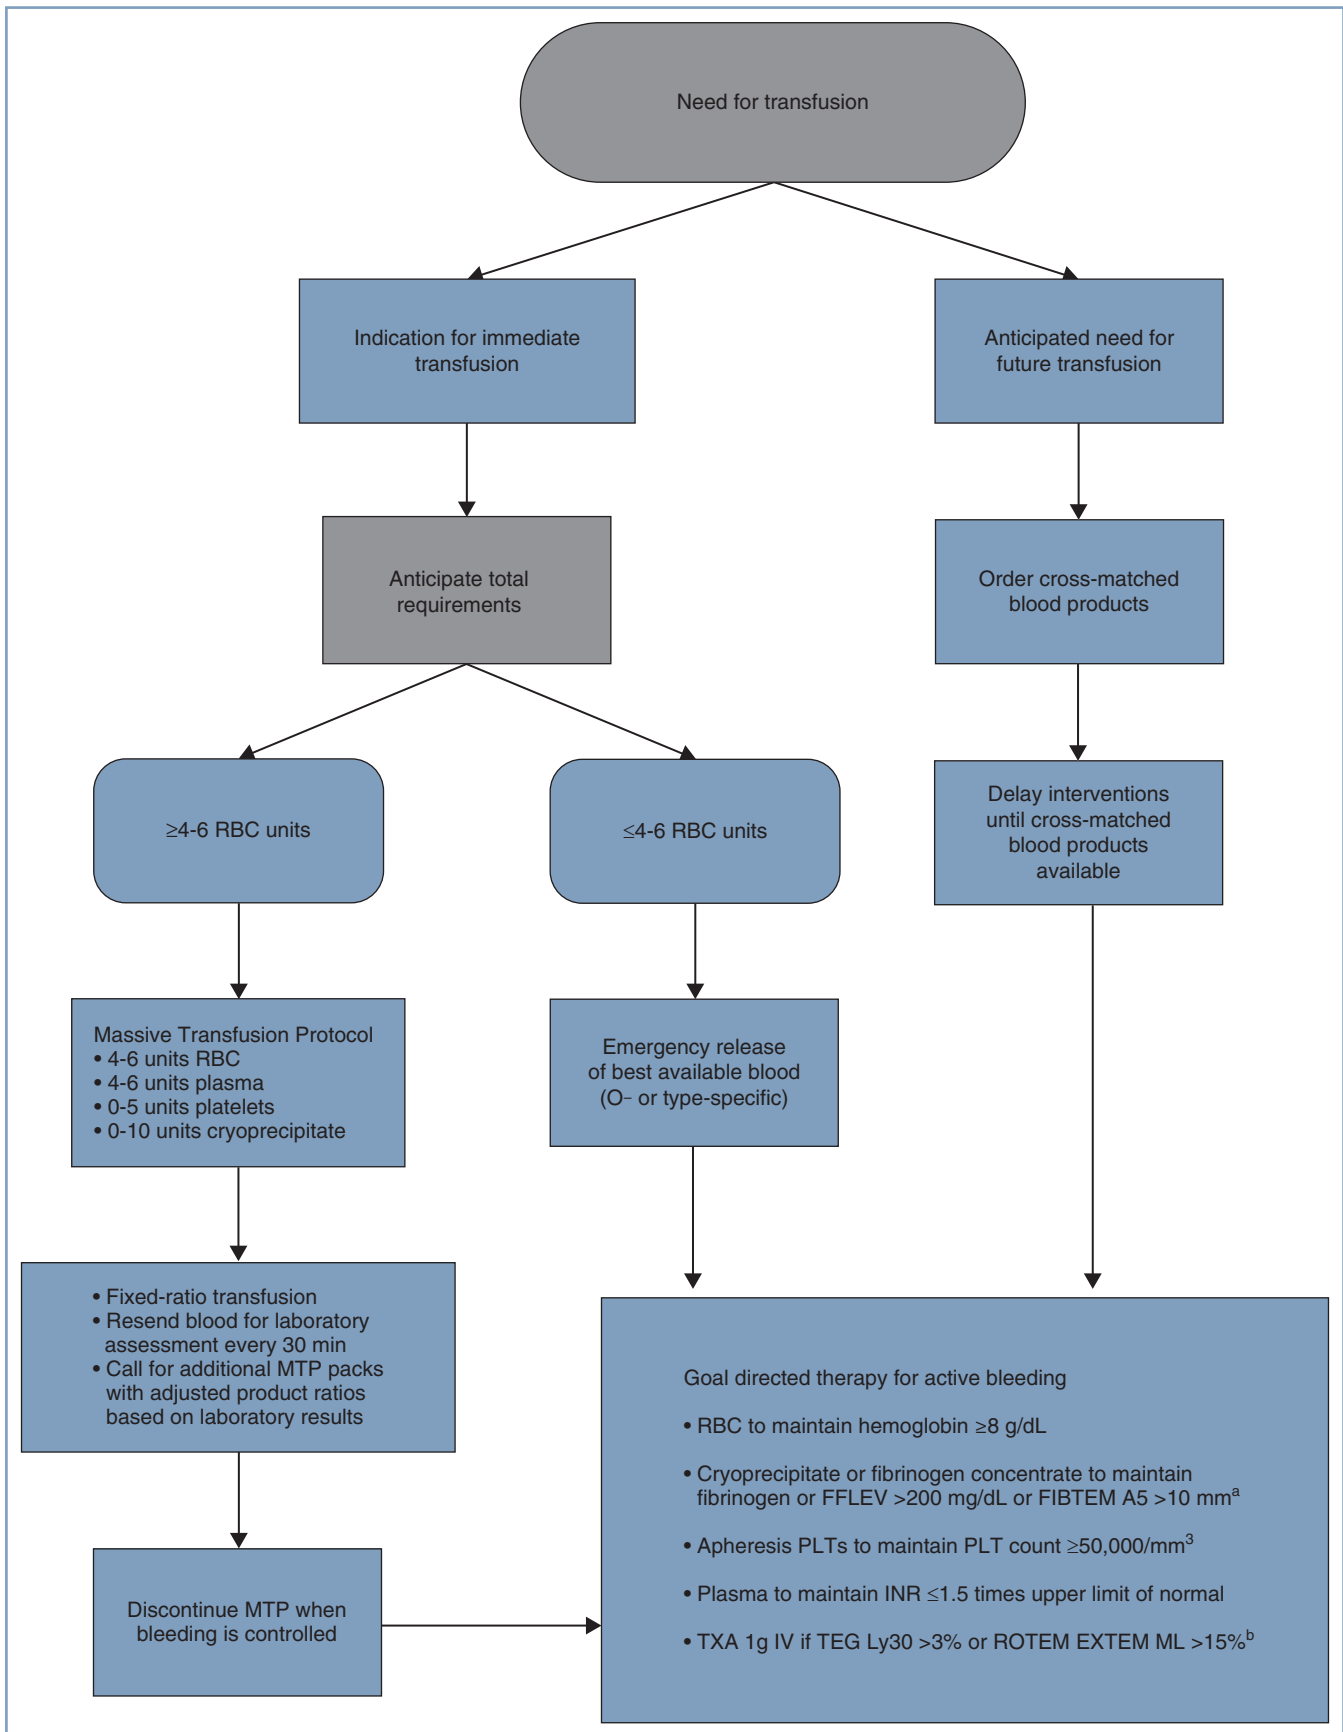 Need for transfusion
Indication for immediate
transfusion
Anticipated need for
future transfusion
Anticipate total
requirements
Order cross-matched
blood products
≥4-6 RBC units
≤4-6 RBC units
Delay interventions
until cross-matched
blood products
available
Massive Transfusion Protocol
• 4-6 units RBC
• 4-6 units plasma
• 0-5 units platelets
• 0-10 units cryoprecipitate
Emergency release
of best available blood
(O– or type-specific)
• Fixed-ratio transfusion
• Resend blood for laboratory
assessment every 30 min
• Call for additional MTP packs
with adjusted product ratios
based on laboratory results
Discontinue MTP when
bleeding is controlled
Goal directed therapy for active bleeding
• RBC to maintain hemoglobin ≥8 g/dL
• Cryoprecipitate or fibrinogen concentrate to maintain
fibrinogen or FFLEV >200 mg/dL or FIBTEM A5 >10 mmᵃ
• Apheresis PLTs to maintain PLT count ≥50,000/mm³
• Plasma to maintain INR ≤1.5 times upper limit of normal
• TXA 1g IV if TEG Ly30 >3% or ROTEM EXTEM ML >15%ᵇ